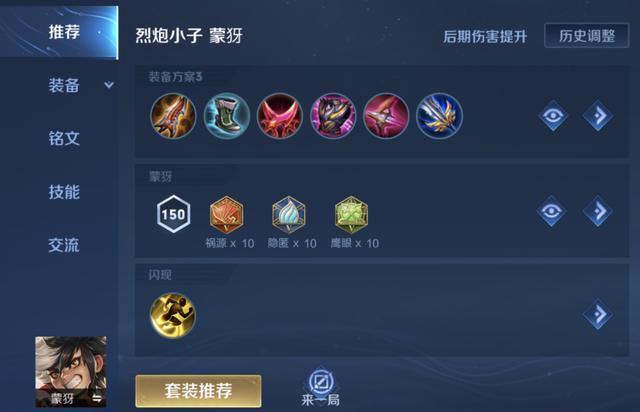 推荐
烈炮小子 蒙犽
后期伤害提升
历史调整
装备
装备方案3
铭文
技能
交流
蒙犽
150
祸源 x 10
隐匿 x 10
鹰眼 x 10
闪现
蒙犽
套装推荐
来一局